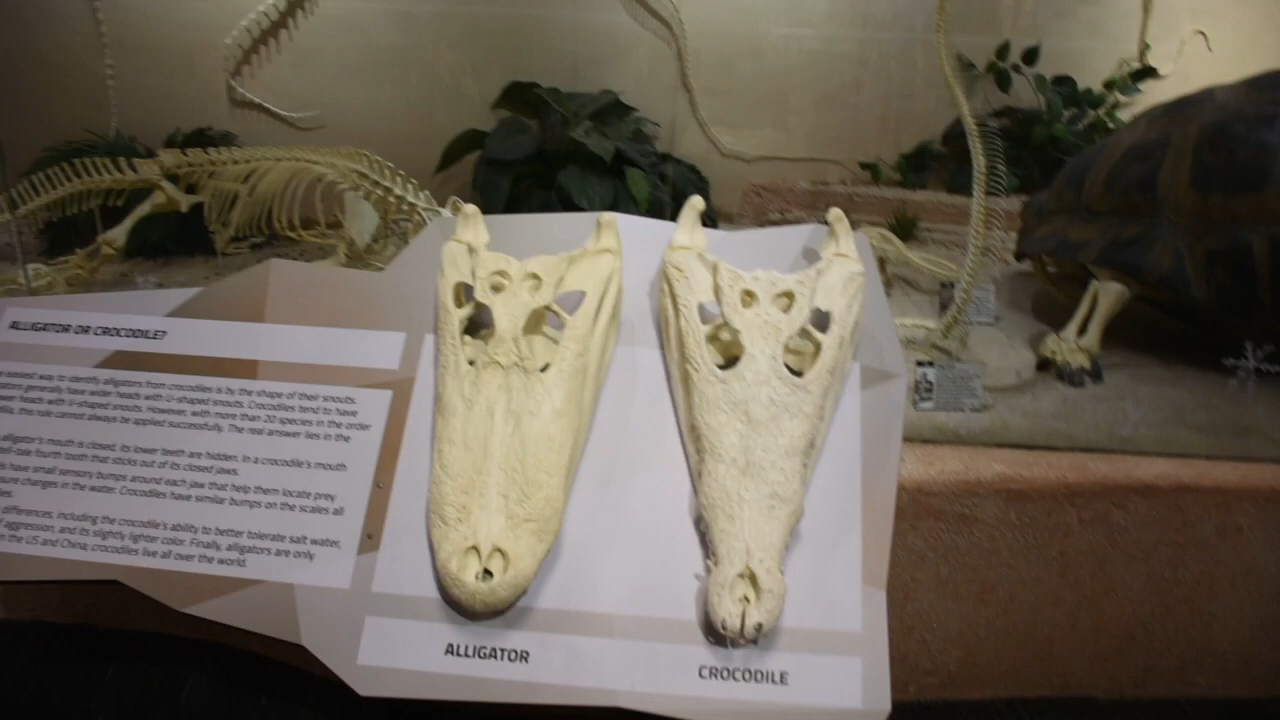 ALLIGATOR OR CROCODILE?
easiest way to identify alligators from crocodiles is by the shape of their snouts.
generally have wider heads with U-shaped snouts. Crocodiles tend to have
heads with V-shaped snouts. However, with more than 20 species in the order
this rule cannot always be applied successfully. The real answer lies in the
alligator's mouth is closed, its lower teeth are hidden. In a crocodile's mouth
fourth tooth that sticks out of its closed jaws.
have small sensory bumps around each jaw that help them locate prey
changes in the water. Crocodiles have similar bumps on the scales all
differences, including the crocodile's ability to better tolerate salt water,
aggression, and its slightly lighter color. Finally, alligators are only
the US and China; crocodiles live all over the world.
ALLIGATOR
CROCODILE